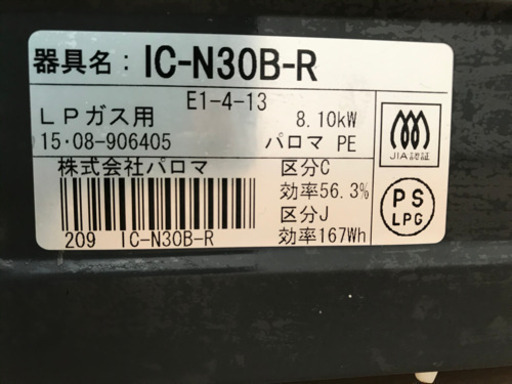 器具名：IC-N30B-R
E1-4-13
LPガス用 8.10kW
15・08-906405 パロマ PE
JIA認証
株式会社パロマ
209 IC-N30B-R
区分C
効率56.3%
区分J
効率167Wh
PS
LPG